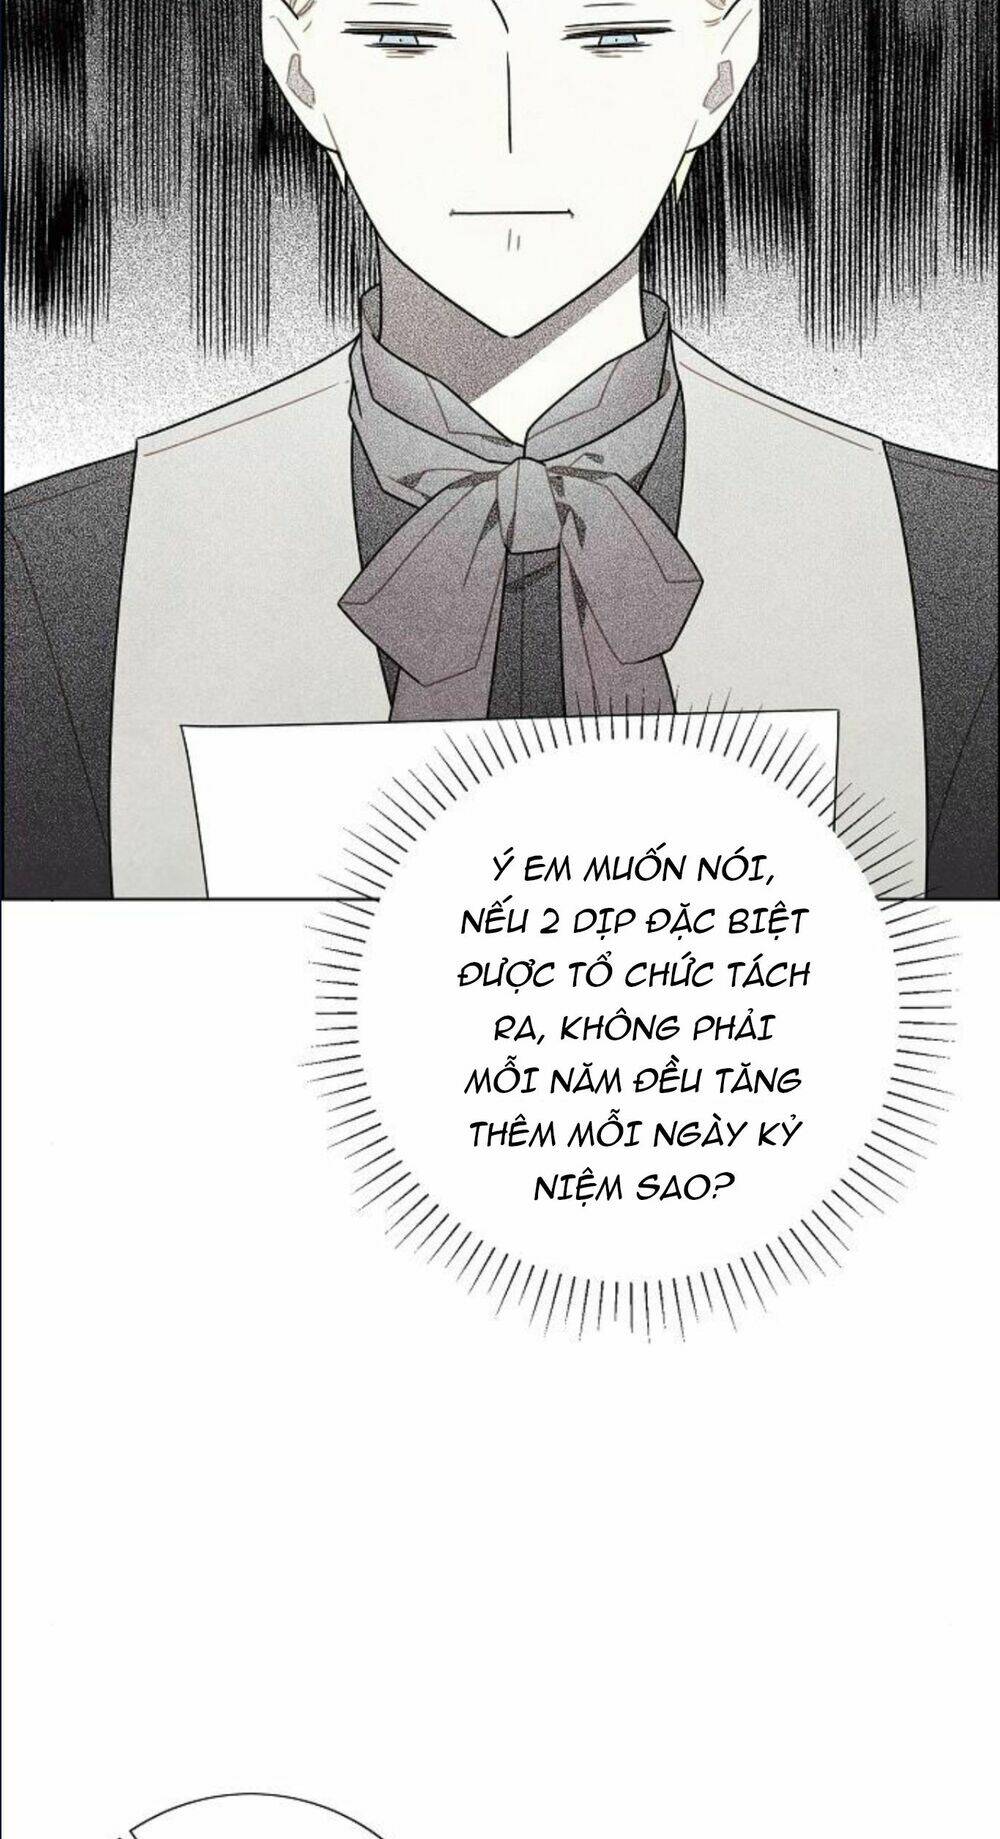 Ý EM MUỐN NÓI,
NẾU 2 DỊP ĐẶC BIỆT
ĐƯỢC TỔ CHỨC TÁCH
RA, KHÔNG PHẢI
MỖI NĂM ĐỀU TĂNG
THÊM MỖI NGÀY KỶ
NIỆM SAO?